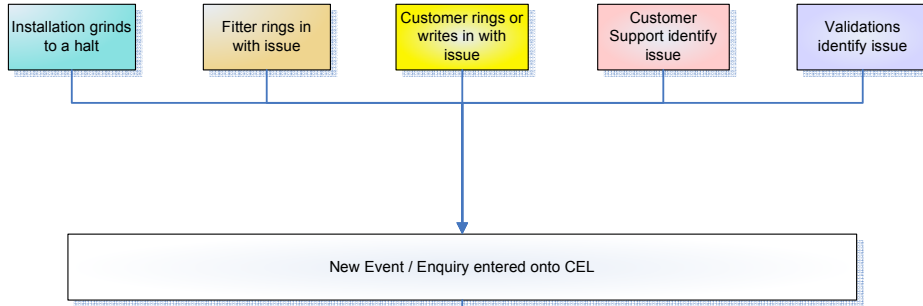 Installation grinds
to a halt
Fitter rings in
with issue
Customer rings or
writes in with
issue
Customer
Support identify
issue
Validations
identify issue
New Event / Enquiry entered onto CEL